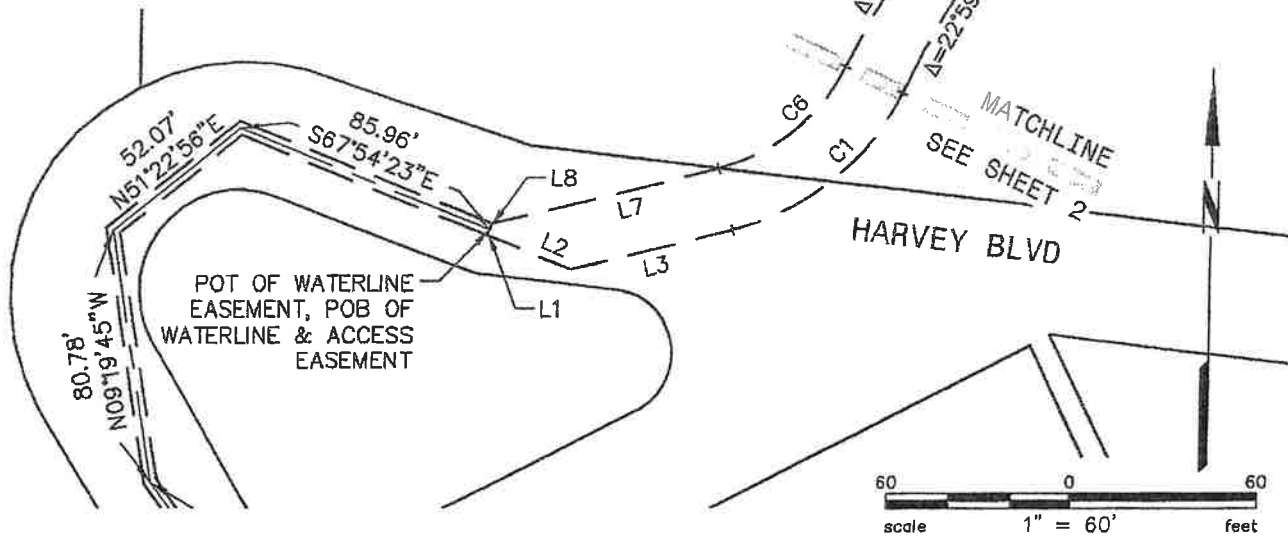 Δ=
Δ=22°59
MATCHLINE
SEE SHEET 2
C6
C1
52.07'
N51°22'56"E
85.96'
S67°54'23"E
L8
L7
L2
L3
HARVEY BLVD
N
POT OF WATERLINE
EASEMENT, POB OF
WATERLINE & ACCESS
EASEMENT
L1
80.78'
N09°19'45"W
60 0 60
scale 1" = 60' feet